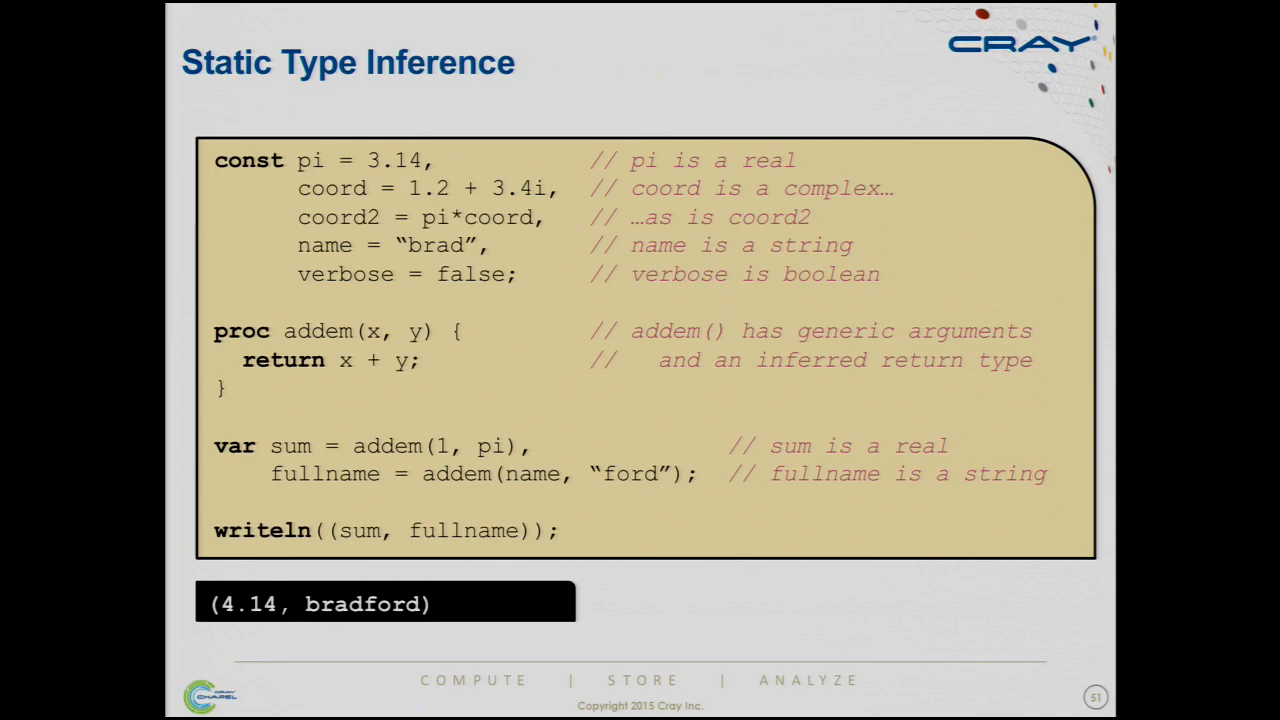 CRAY
Static Type Inference
const pi = 3.14, // pi is a real
coord = 1.2 + 3.4i, // coord is a complex…
coord2 = pi*coord, // …as is coord2
name = “brad”, // name is a string
verbose = false; // verbose is boolean
proc addem(x, y) { // addem() has generic arguments
return x + y; // and an inferred return type
}
var sum = addem(1, pi), // sum is a real
fullname = addem(name, “ford”); // fullname is a string
writeln((sum, fullname));
(4.14, bradford)
COMPUTE | STORE | ANALYZE
Copyright 2015 Cray Inc.
CRAY
CHAPEL
51